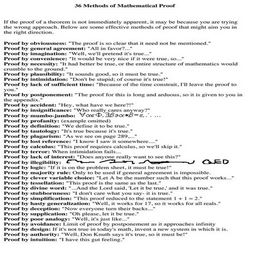 36 Methods of Mathematical Proof
If the proof of a theorem is not immediately apparent, it may be because you are trying
the wrong approach. Below are some effective methods of proof that might aim you in
the right direction.
Proof by obviousness: "The proof is so clear that it need not be mentioned."
Proof by general agreement: "All in favor?..."
Proof by imagination: "Well, we'll pretend it's true..."
Proof by convenience: "It would be very nice if it were true, so..."
Proof by necessity: "It had better be true, or the entire structure of mathematics would
crumble to the ground."
Proof by plausibility: "It sounds good, so it must be true."
Proof by intimidation: "Don't be stupid; of course it's true!"
Proof by lack of sufficient time: "Because of the time constraint, I'll leave the proof to
you."
Proof by postponement: "The proof for this is long and arduous, so it is given to you in
the appendix."
Proof by accident: "Hey, what have we here?!"
Proof by insignificance: "Who really cares anyway?"
Proof by mumbo-jumbo:
Proof by profanity: (example omitted)
Proof by definition: "We define it to be true."
Proof by tautology: "It's true because it's true."
Proof by plagiarism: "As we see on page 289,..."
Proof by lost reference: "I know I saw it somewhere..."
Proof by calculus: "This proof requires calculus, so we'll skip it."
Proof by terror: When intimidation fails...
Proof by lack of interest: "Does anyone really want to see this?"
Proof by illegibility: QED
Proof by logic: "If it is on the problem sheet, it must be true!"
Proof by majority rule: Only to be used if general agreement is impossible.
Proof by clever variable choice: "Let A be the number such that this proof works..."
Proof by tessellation: "This proof is the same as the last."
Proof by divine word: "...And the Lord said, 'Let it be true,' and it was true."
Proof by stubbornness: "I don't care what you say- it is true."
Proof by simplification: "This proof reduced to the statement 1 + 1 = 2."
Proof by hasty generalization: "Well, it works for 17, so it works for all reals."
Proof by deception: "Now everyone turn their backs..."
Proof by supplication: "Oh please, let it be true."
Proof by poor analogy: "Well, it's just like..."
Proof by avoidance: Limit of proof by postponement as it approaches infinity
Proof by design: If it's not true in today's math, invent a new system in which it is.
Proof by authority: "Well, Don Knuth says it's true, so it must be!"
Proof by intuition: "I have this gut feeling."